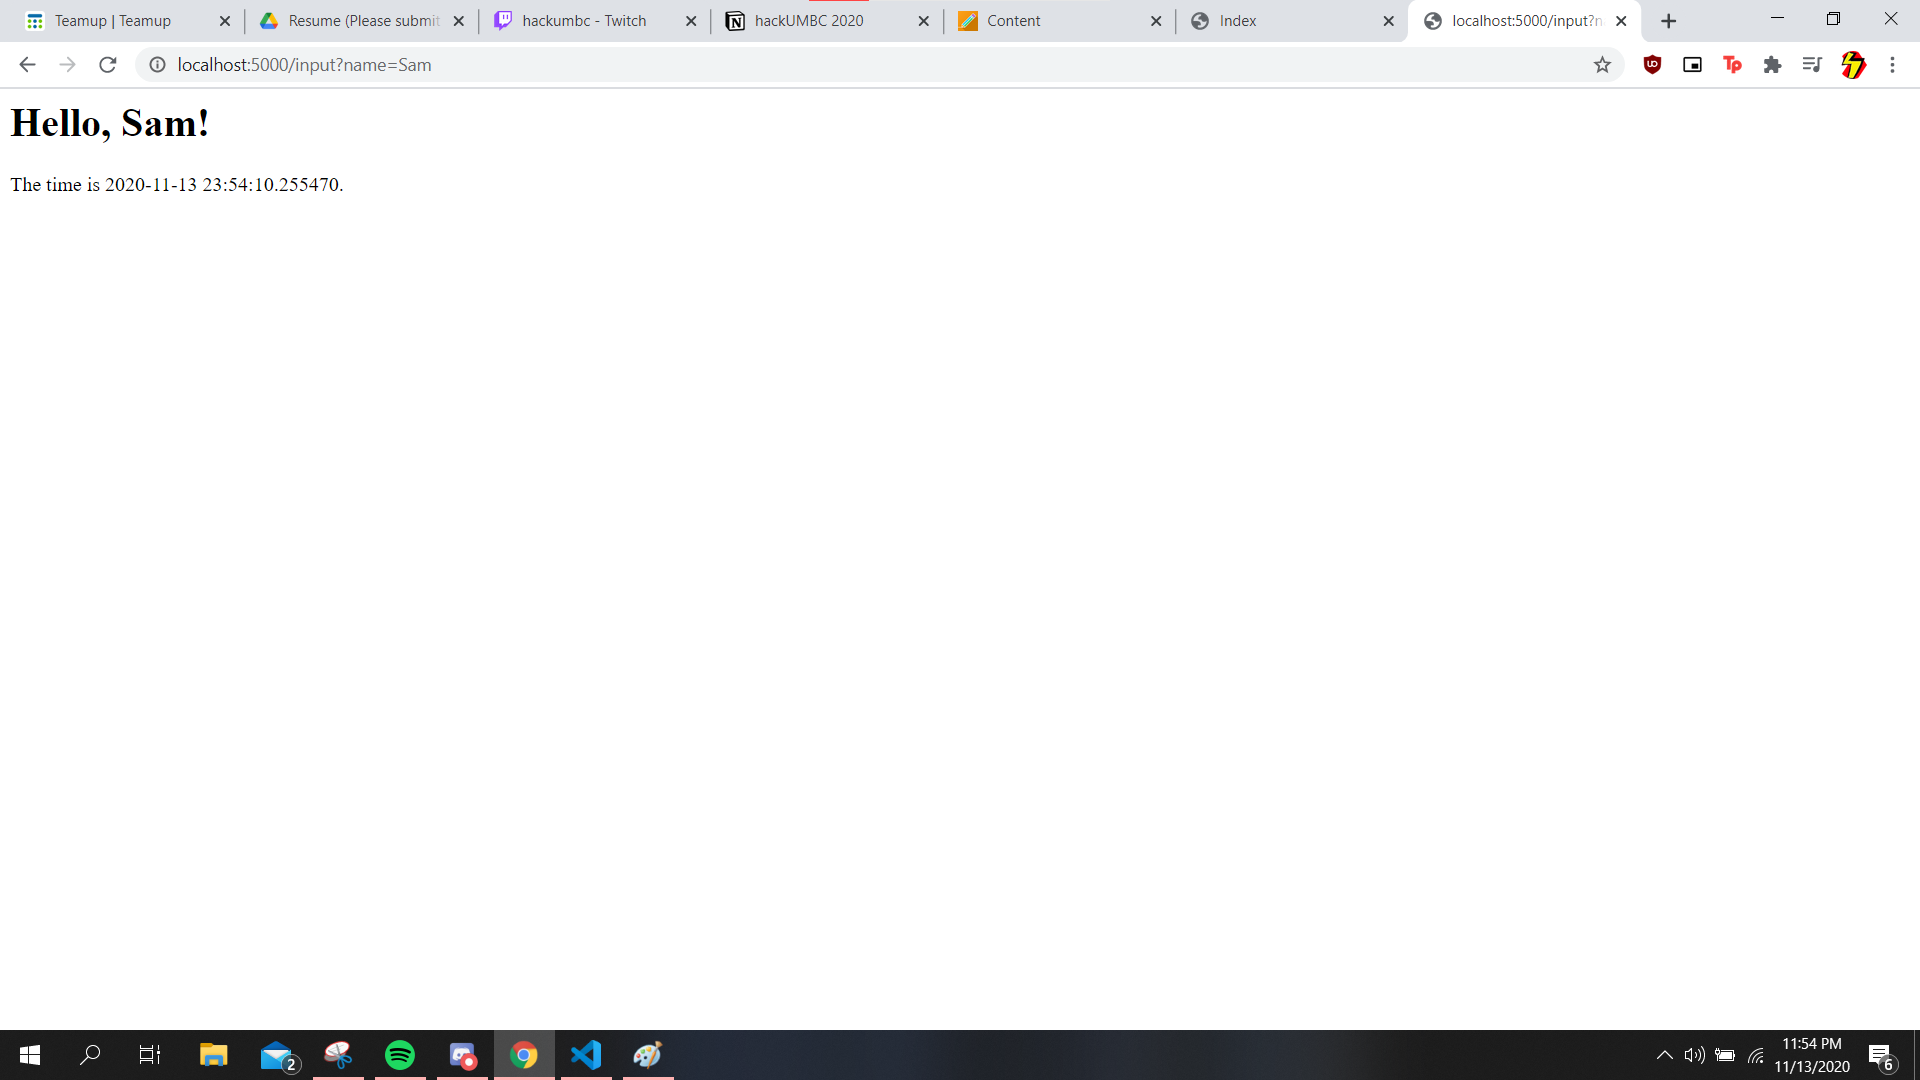 Teamup | Teamup
Resume (Please submit
hackumbc - Twitch
hackUMBC 2020
Content
Index
localhost:5000/input?n
localhost:5000/input?name=Sam
Tp
Hello, Sam!
The time is 2020-11-13 23:54:10.255470.
2
11:54 PM
11/13/2020
6